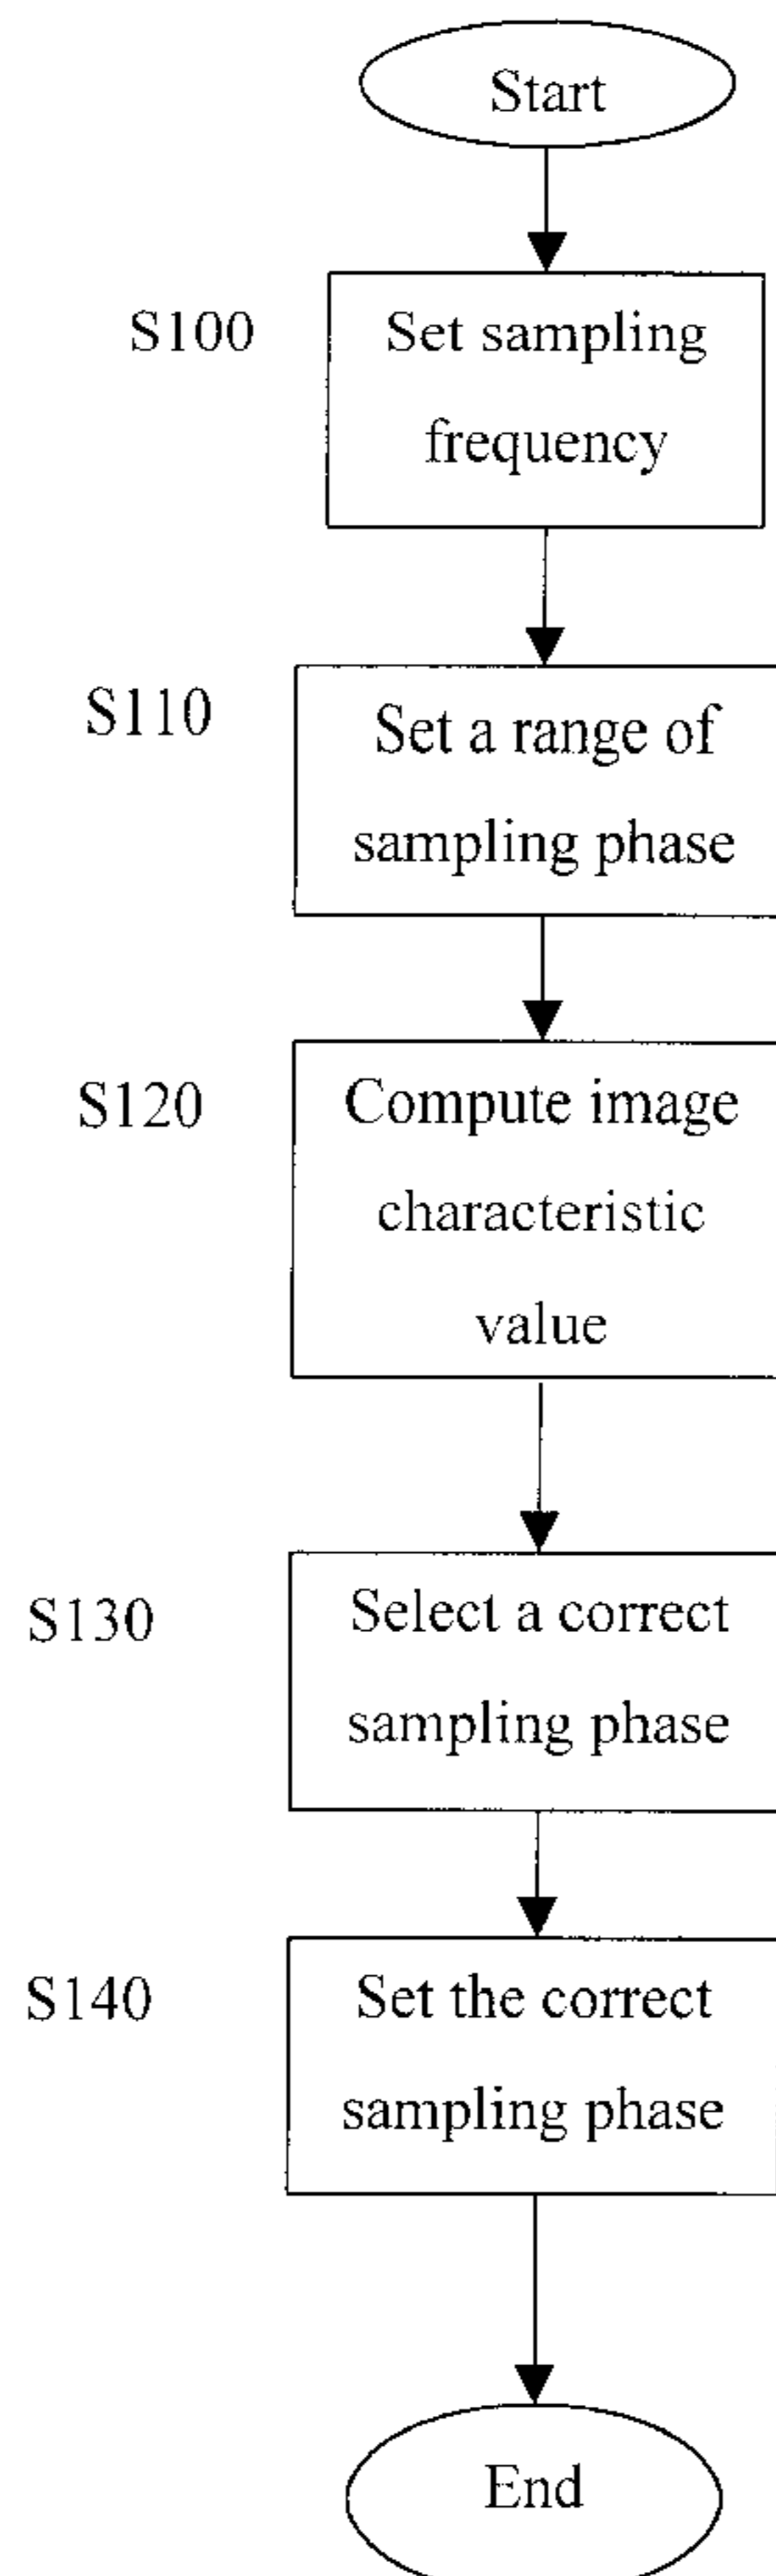 Start
S100
Set sampling
frequency
S110
Set a range of
sampling phase
S120
Compute image
characteristic
value
S130
Select a correct
sampling phase
S140
Set the correct
sampling phase
End